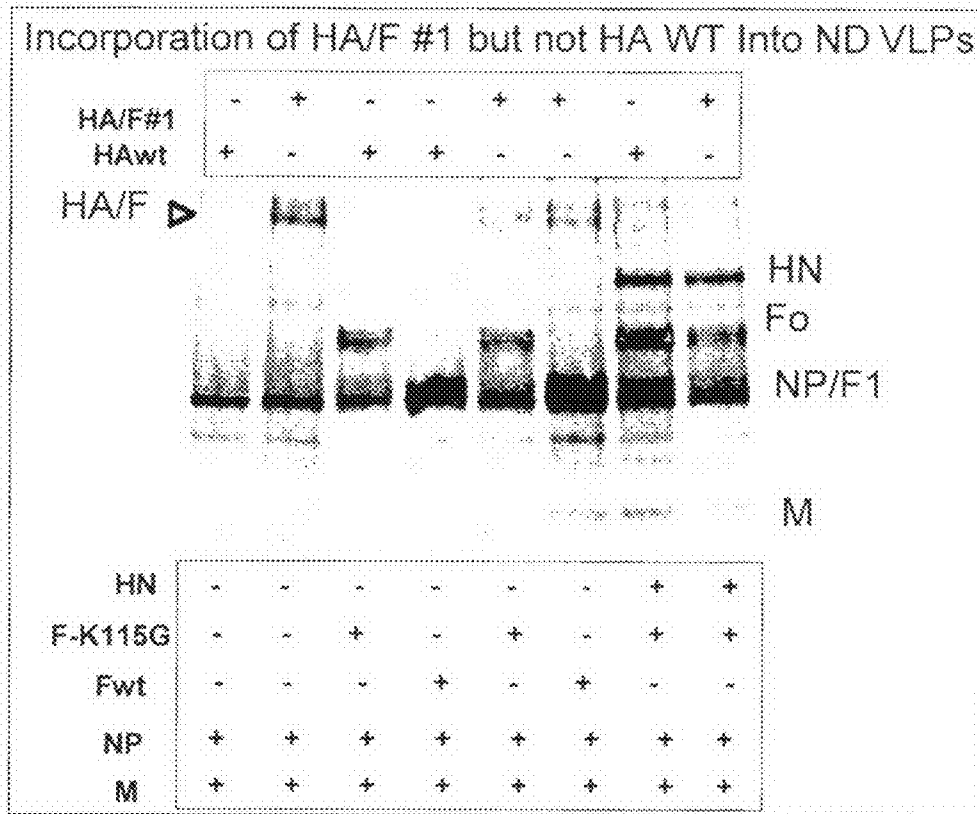 Incorporation of HA/F #1 but not HA WT Into ND VLPs
HA/F#1 - + - - + + - +
HAwt + - + + - - + -
HA/F
HN
Fo
NP/F1
M
HN - - - - - - + +
F-K115G - - + - + - + +
Fwt - - - + - + - -
NP + + + + + + + +
M + + + + + + + +